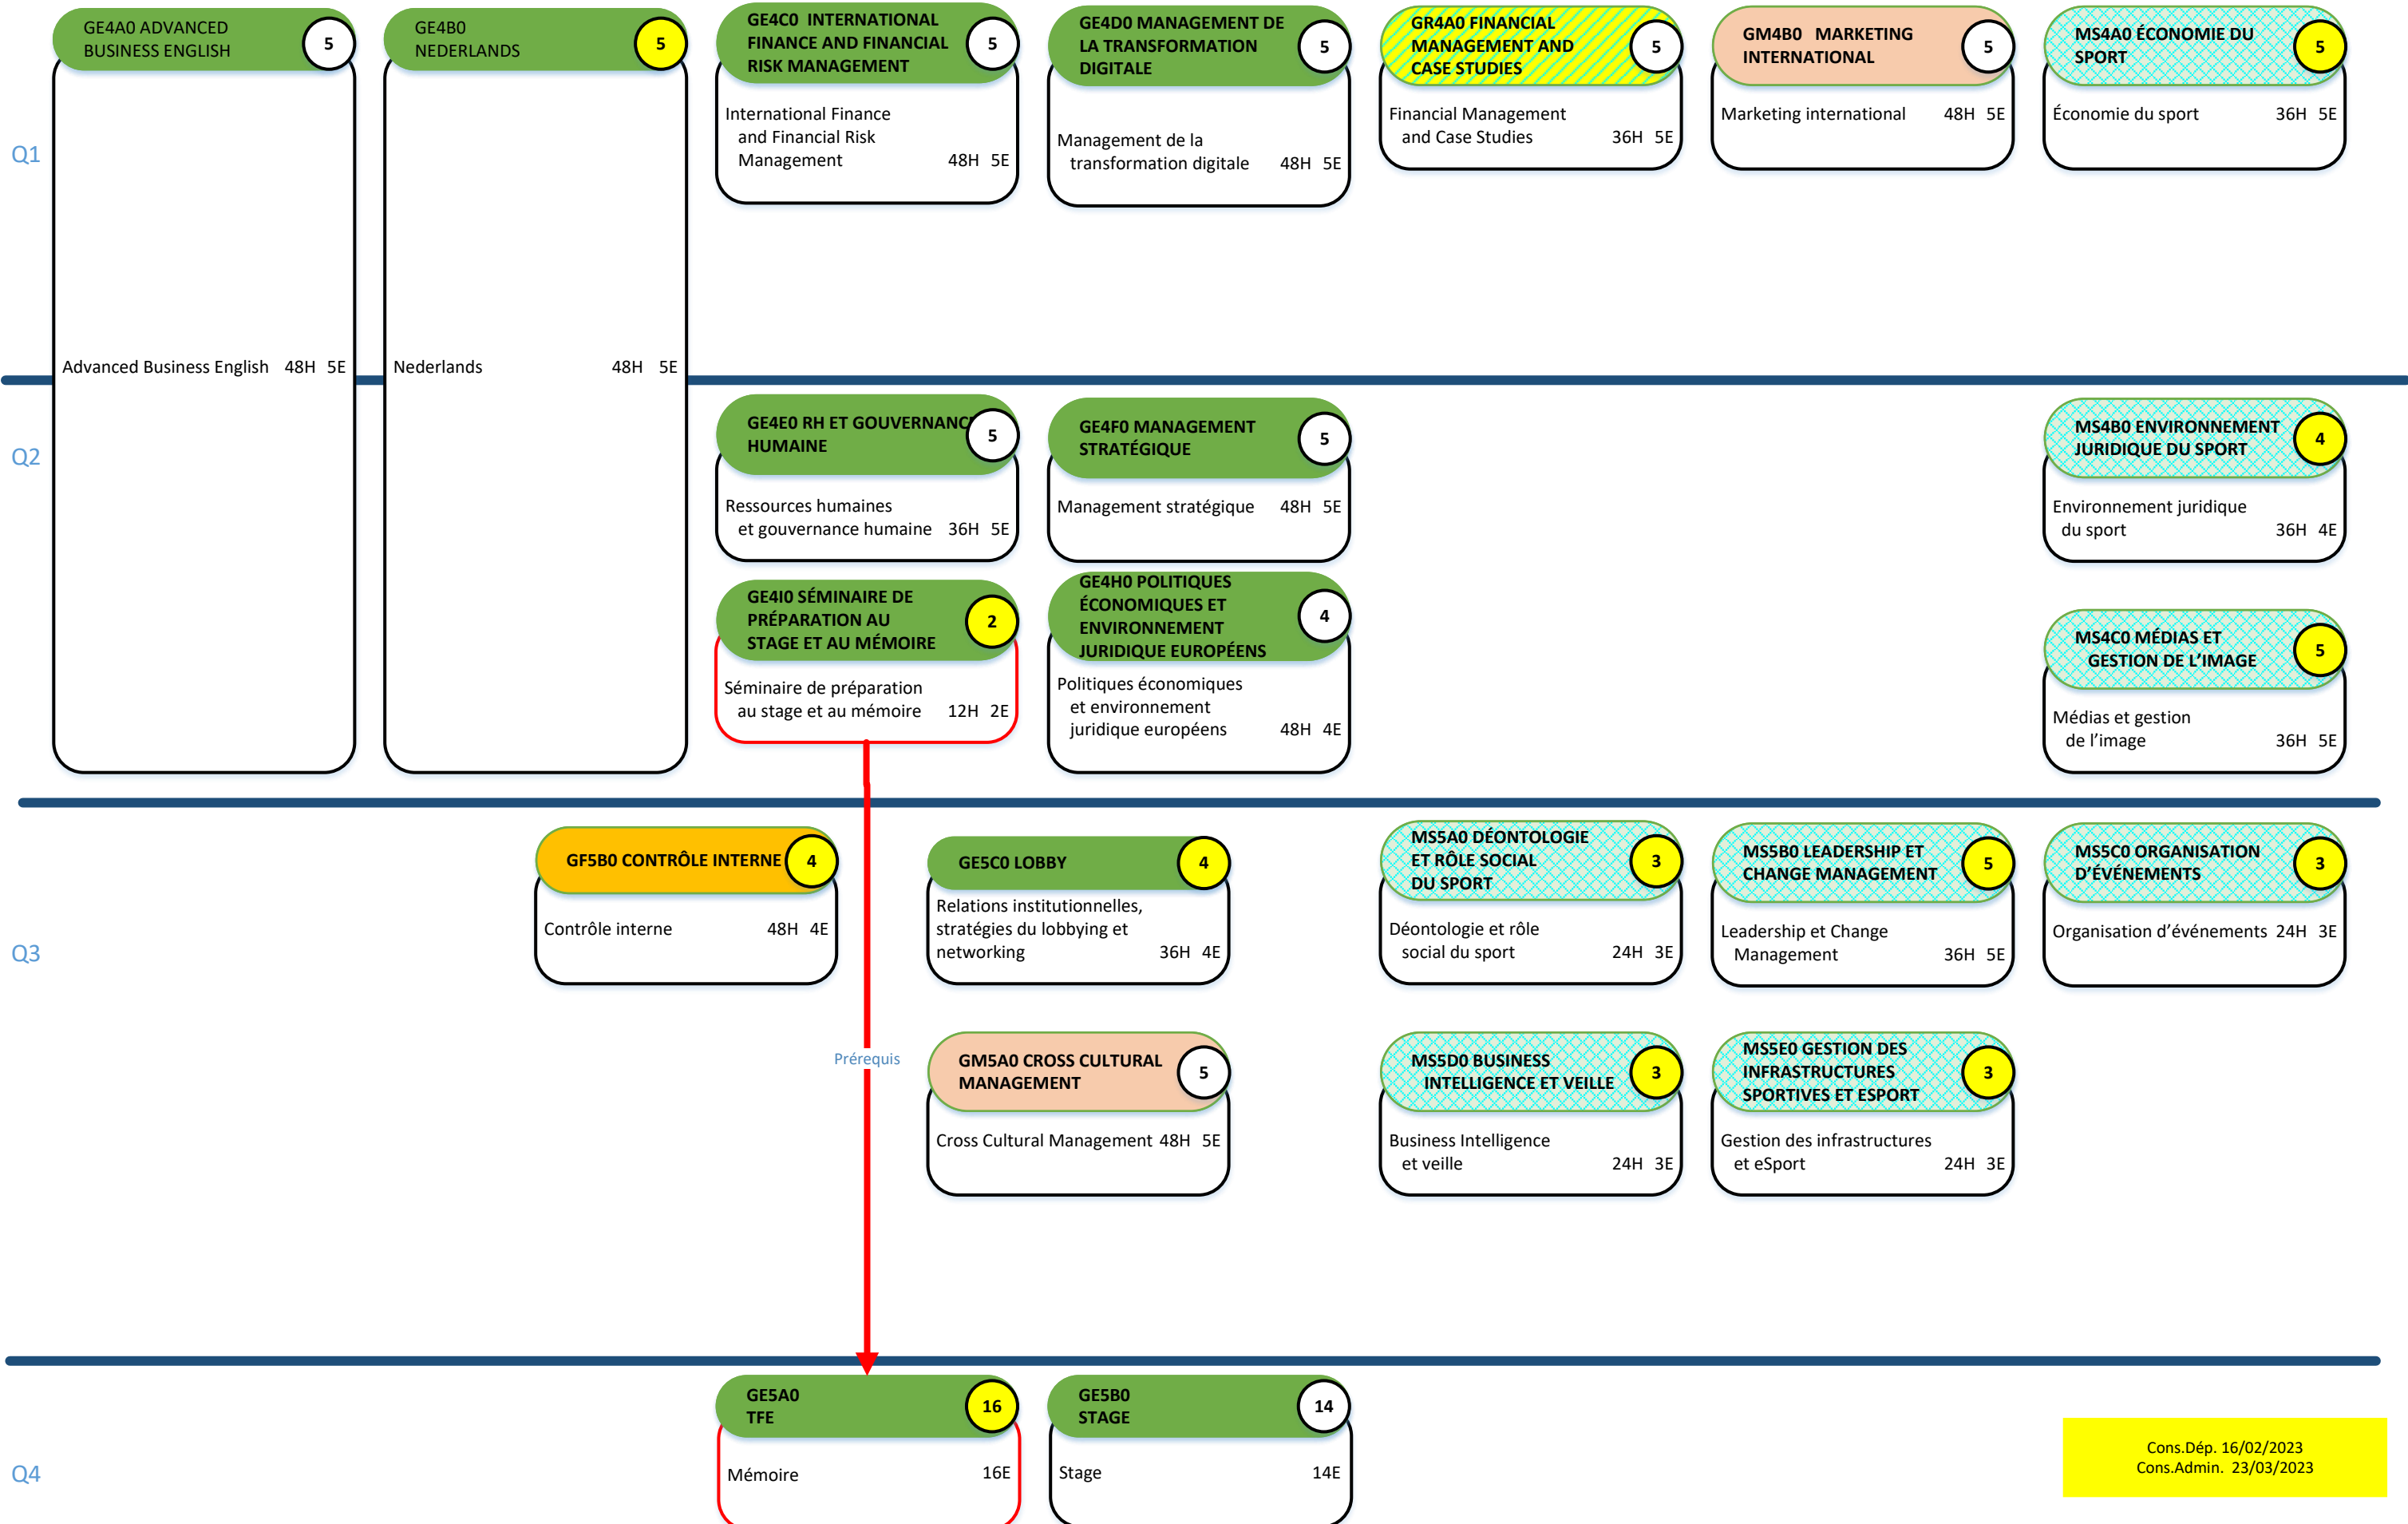 GE4A0 ADVANCED
BUSINESS ENGLISH
5
GE4B0
NEDERLANDS
5
GE4C0 INTERNATIONAL
FINANCE AND FINANCIAL
RISK MANAGEMENT
5
GE4D0 MANAGEMENT DE
LA TRANSFORMATION
DIGITALE
5
GR4A0 FINANCIAL
MANAGEMENT AND
CASE STUDIES
5
GM4B0 MARKETING
INTERNATIONAL
5
MS4A0 ÉCONOMIE DU
SPORT
5
Q1
International Finance
and Financial Risk
Management 48H 5E
Management de la
transformation digitale 48H 5E
Financial Management
and Case Studies 36H 5E
Marketing international 48H 5E
Économie du sport 36H 5E
Advanced Business English 48H 5E
Nederlands 48H 5E
Q2
GE4E0 RH ET GOUVERNANC
HUMAINE
5
Ressources humaines
et gouvernance humaine 36H 5E
GE4F0 MANAGEMENT
STRATÉGIQUE
5
Management stratégique 48H 5E
MS4B0 ENVIRONNEMENT
JURIDIQUE DU SPORT
4
Environnement juridique
du sport 36H 4E
GE4I0 SÉMINAIRE DE
PRÉPARATION AU
STAGE ET AU MÉMOIRE
2
Séminaire de préparation
au stage et au mémoire 12H 2E
GE4H0 POLITIQUES
ÉCONOMIQUES ET
ENVIRONNEMENT
JURIDIQUE EUROPÉENS
4
Politiques économiques
et environnement
juridique européens 48H 4E
MS4C0 MÉDIAS ET
GESTION DE L’IMAGE
5
Médias et gestion
de l’image 36H 5E
Q3
GF5B0 CONTRÔLE INTERNE
4
Contrôle interne 48H 4E
GE5C0 LOBBY
4
Relations institutionnelles,
stratégies du lobbying et
networking 36H 4E
MS5A0 DÉONTOLOGIE
ET RÔLE SOCIAL
DU SPORT
3
Déontologie et rôle
social du sport 24H 3E
MS5B0 LEADERSHIP ET
CHANGE MANAGEMENT
5
Leadership et Change
Management 36H 5E
MS5C0 ORGANISATION
D’ÉVÉNEMENTS
3
Organisation d’événements 24H 3E
Prérequis
GM5A0 CROSS CULTURAL
MANAGEMENT
5
Cross Cultural Management 48H 5E
MS5D0 BUSINESS
INTELLIGENCE ET VEILLE
3
Business Intelligence
et veille 24H 3E
MS5E0 GESTION DES
INFRASTRUCTURES
SPORTIVES ET ESPORT
3
Gestion des infrastructures
et eSport 24H 3E
Q4
GE5A0
TFE
16
Mémoire 16E
GE5B0
STAGE
14
Stage 14E
Cons.Dép. 16/02/2023
Cons.Admin. 23/03/2023